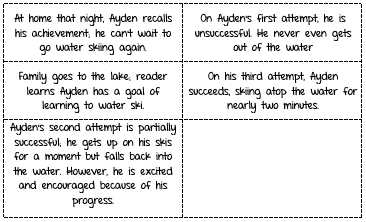 At home that night, Ayden recalls
his achievement; he can't wait to
go water skiing again.
On Ayden's first attempt, he is
unsuccessful. He never even gets
out of the water
Family goes to the lake; reader
learns Ayden has a goal of
learning to water ski.
On his third attempt, Ayden
succeeds, skiing atop the water for
nearly two minutes.
Ayden's second attempt is partially
successful; he gets up on his skis
for a moment but falls back into
the water. However, he is excited
and encouraged because of his
progress.